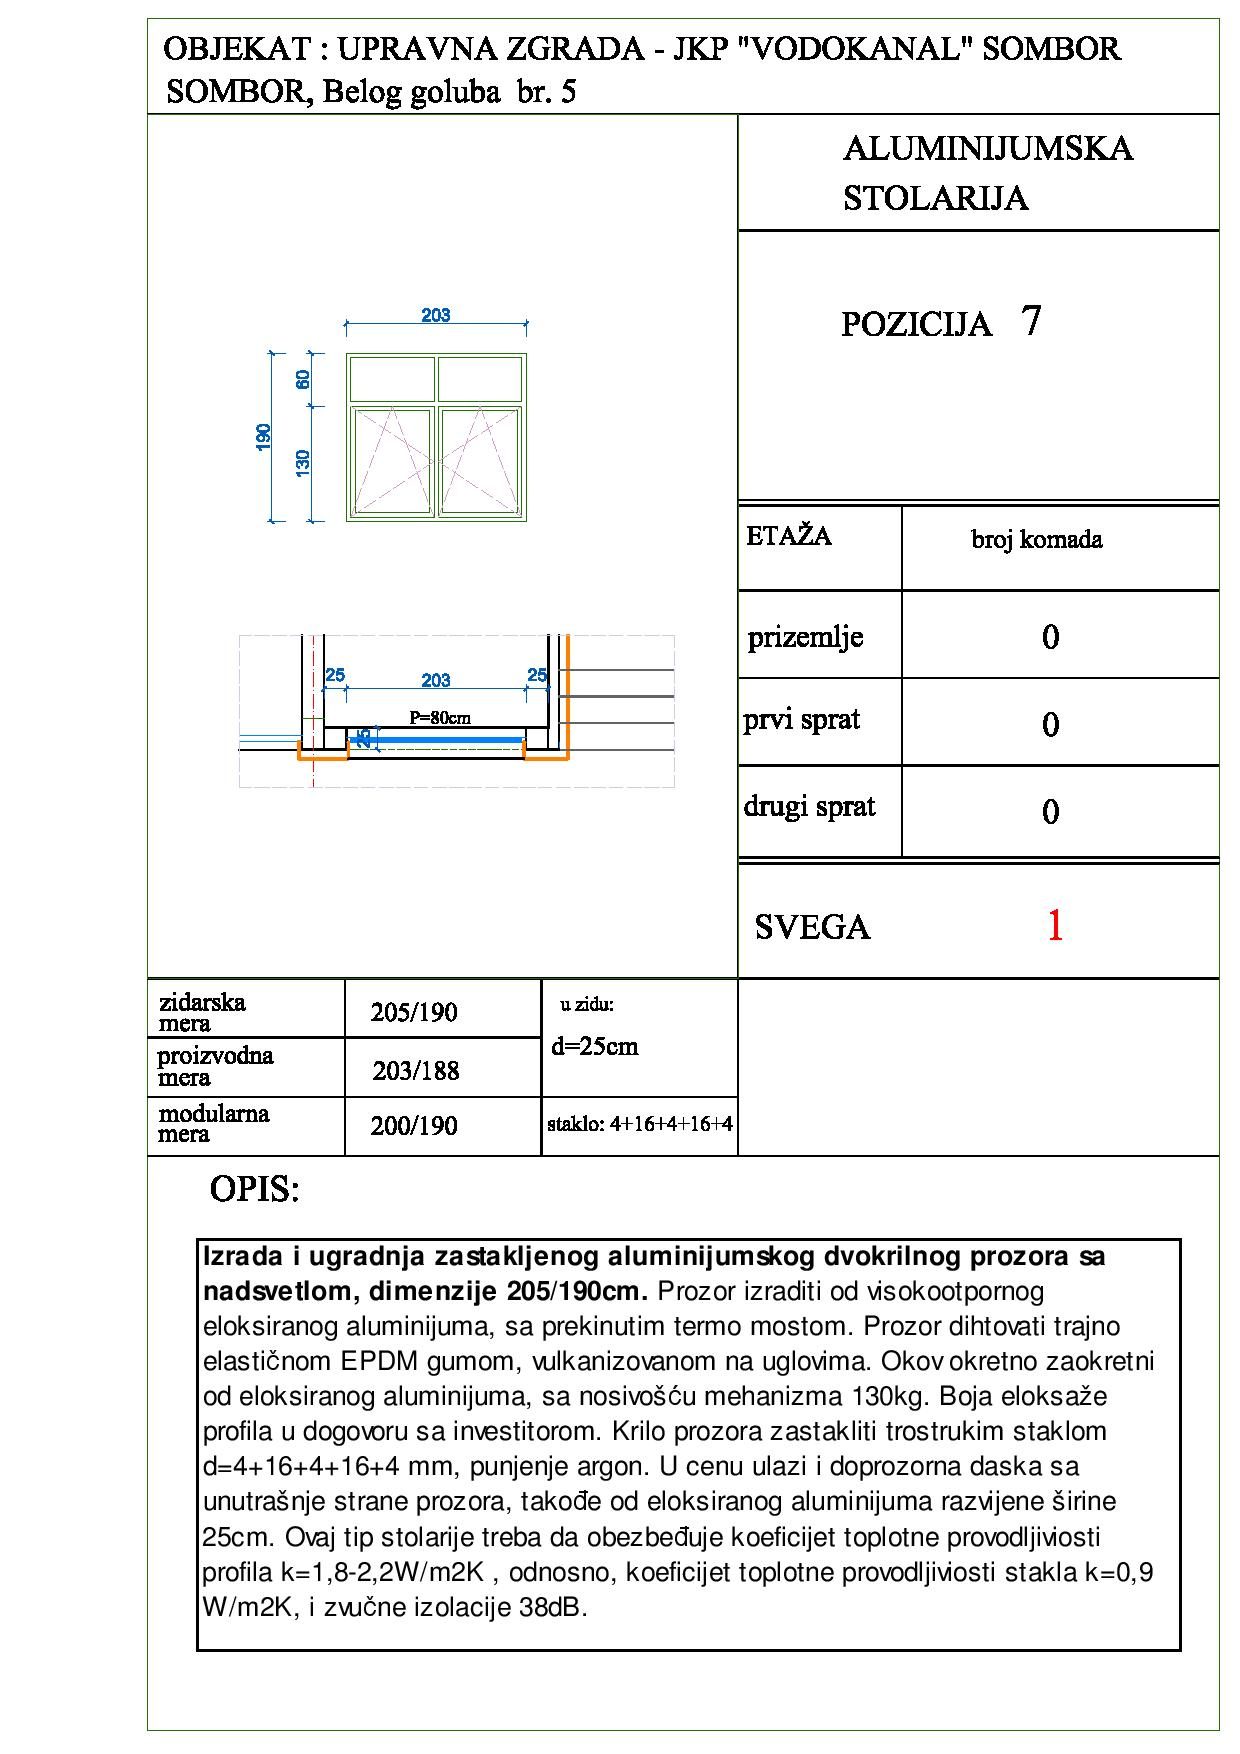 OBJEKAT : UPRAVNA ZGRADA - JKP "VODOKANAL" SOMBOR
SOMBOR, Belog goluba br. 5
ALUMINIJUMSKA
STOLARIJA
POZICIJA 7
203
60
190
130
25
203
25
P=80cm
25
ETAŽA
broj komada
prizemlje
0
prvi sprat
0
drugi sprat
0
SVEGA
1
zidarska
mera
205/190
proizvodna
mera
203/188
modularna
mera
200/190
u zidu:
d=25cm
staklo: 4+16+4+16+4
OPIS:
Izrada i ugradnja zastakljenog aluminijumskog dvokrilnog prozora sa
nadsvetlom, dimenzije 205/190cm. Prozor izraditi od visokootpornog
eloksiranog aluminijuma, sa prekinutim termo mostom. Prozor dihtovati trajno
elastičnom EPDM gumom, vulkanizovanom na uglovima. Okov okretno zaokretni
od eloksiranog aluminijuma, sa nosivošću mehanizma 130kg. Boja eloksaže
profila u dogovoru sa investitorom. Krilo prozora zastakliti trostrukim staklom
d=4+16+4+16+4 mm, punjenje argon. U cenu ulazi i doprozorna daska sa
unutrašnje strane prozora, takođe od eloksiranog aluminijuma razvijene širine
25cm. Ovaj tip stolarije treba da obezbeđuje koeficijet toplotne provodljiviosti
profila k=1,8-2,2W/m2K , odnosno, koeficijet toplotne provodljiviosti stakla k=0,9
W/m2K, i zvučne izolacije 38dB.